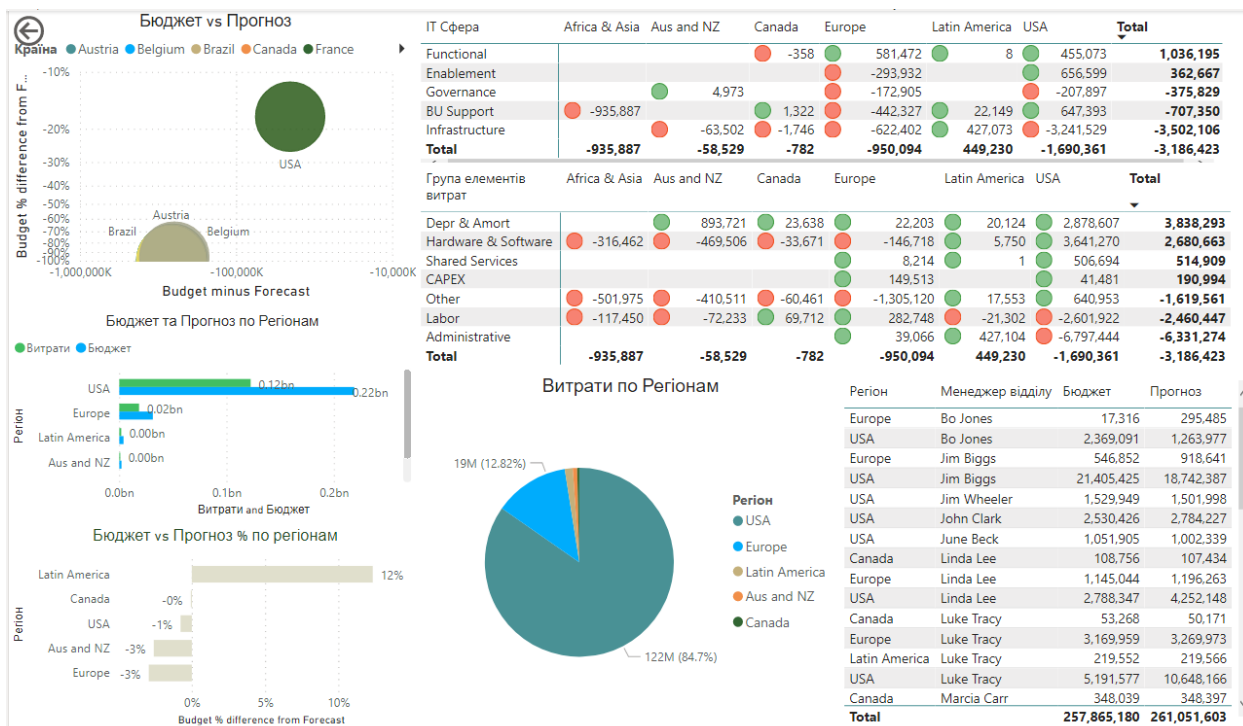 Бюджет vs Прогноз
Країна Austria Belgium Brazil Canada France
Budget % difference from F...
-10%
-20%
-30%
-40%
-50%
-60%
-70%
-80%
-90%
-100%
USA
Austria
Brazil
Belgium
-1,000,000K -100,000K -10,000K
Budget minus Forecast
Бюджет та Прогноз по Регіонам
Витрати Бюджет
Регіон
USA 0.12bn 0.22bn
Europe 0.02bn
Latin America 0.00bn
Aus and NZ 0.00bn
0.0bn 0.1bn 0.2bn
Витрати and Бюджет
Бюджет vs Прогноз % по регіонам
Регіон
Latin America 12%
Canada -0%
USA -1%
Aus and NZ -3%
Europe -3%
0% 5% 10%
Budget % difference from Forecast
ІТ Сфера Africa & Asia Aus and NZ Canada Europe Latin America USA Total
Functional -358 581,472 8 455,073 1,036,195
Enablement -293,932 656,599 362,667
Governance 4,973 -172,905 -207,897 -375,829
BU Support -935,887 1,322 -442,327 22,149 647,393 -707,350
Infrastructure -63,502 -1,746 -622,402 427,073 -3,241,529 -3,502,106
Total -935,887 -58,529 -782 -950,094 449,230 -1,690,361 -3,186,423
Група елементів
витрат
Africa & Asia Aus and NZ Canada Europe Latin America USA Total
Depr & Amort 893,721 23,638 22,203 20,124 2,878,607 3,838,293
Hardware & Software -316,462 -469,506 -33,671 -146,718 5,750 3,641,270 2,680,663
Shared Services 8,214 1 506,694 514,909
CAPEX 149,513 41,481 190,994
Other -501,975 -410,511 -60,461 -1,305,120 17,553 640,953 -1,619,561
Labor -117,450 -72,233 69,712 282,748 -21,302 -2,601,922 -2,460,447
Administrative 39,066 427,104 -6,797,444 -6,331,274
Total -935,887 -58,529 -782 -950,094 449,230 -1,690,361 -3,186,423
Витрати по Регіонам
19M (12.82%)
122M (84.7%)
Регіон
USA
Europe
Latin America
Aus and NZ
Canada
Регіон Менеджер відділу Бюджет Прогноз
Europe Bo Jones 17,316 295,485
USA Bo Jones 2,369,091 1,263,977
Europe Jim Biggs 546,852 918,641
USA Jim Biggs 21,405,425 18,742,387
USA Jim Wheeler 1,529,949 1,501,998
USA John Clark 2,530,426 2,784,227
USA June Beck 1,051,905 1,002,339
Canada Linda Lee 108,756 107,434
Europe Linda Lee 1,145,044 1,196,263
USA Linda Lee 2,788,347 4,252,148
Canada Luke Tracy 53,268 50,171
Europe Luke Tracy 3,169,959 3,269,973
Latin America Luke Tracy 219,552 219,566
USA Luke Tracy 5,191,577 10,648,166
Canada Marcia Carr 348,039 348,397
Total 257,865,180 261,051,603